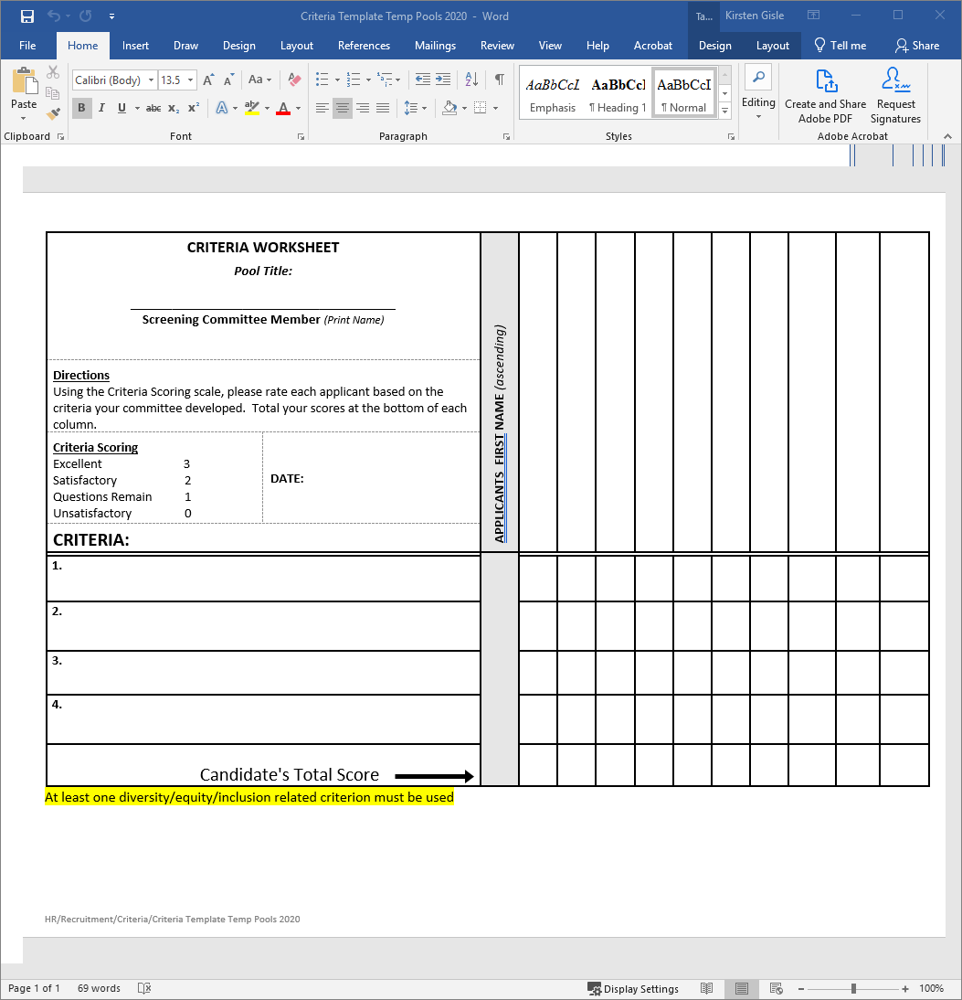 Criteria Template Temp Pools 2020 - Word
Ta...
Kirsten Gisle
File Home Insert Draw Design Layout References Mailings Review View Help Acrobat Design Layout Tell me Share
Paste
Calibri (Body) 13.5 A A Aa A
B I U abc x₂ x² A ab A
A Z ¶
AaBbCcI AaBbCcI AaBbCcI
Emphasis ¶ Heading 1 ¶ Normal
Editing
Create and Share Adobe PDF
Request Signatures
Clipboard Font Paragraph Styles Adobe Acrobat
CRITERIA WORKSHEET
Pool Title:
Screening Committee Member (Print Name)
Directions
Using the Criteria Scoring scale, please rate each applicant based on the
criteria your committee developed. Total your scores at the bottom of each
column.
Criteria Scoring
Excellent 3
Satisfactory 2
Questions Remain 1
Unsatisfactory 0
DATE:
APPLICANTS FIRST NAME (ascending)
CRITERIA:
1.
2.
3.
4.
Candidate's Total Score
At least one diversity/equity/inclusion related criterion must be used
HR/Recruitment/Criteria/Criteria Template Temp Pools 2020
Page 1 of 1 69 words Display Settings 100%